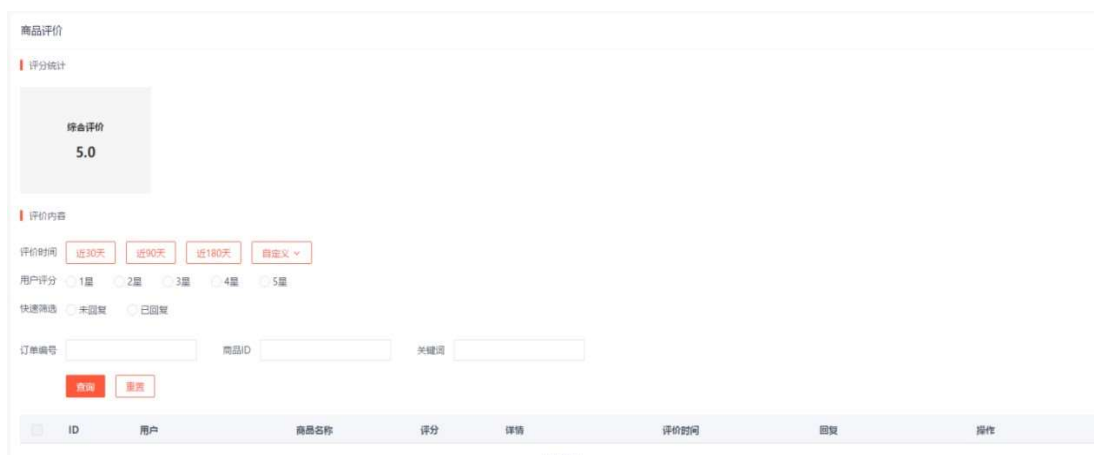 商品评价
评分统计
综合评价
5.0
评价内容
评价时间 近30天 近90天 近180天 自定义
用户评分 1星 2星 3星 4星 5星
快速筛选 未回复 已回复
订单编号 商品ID 关键词
查询 重置
ID 用户 商品名称 评分 详情 评价时间 回复 操作